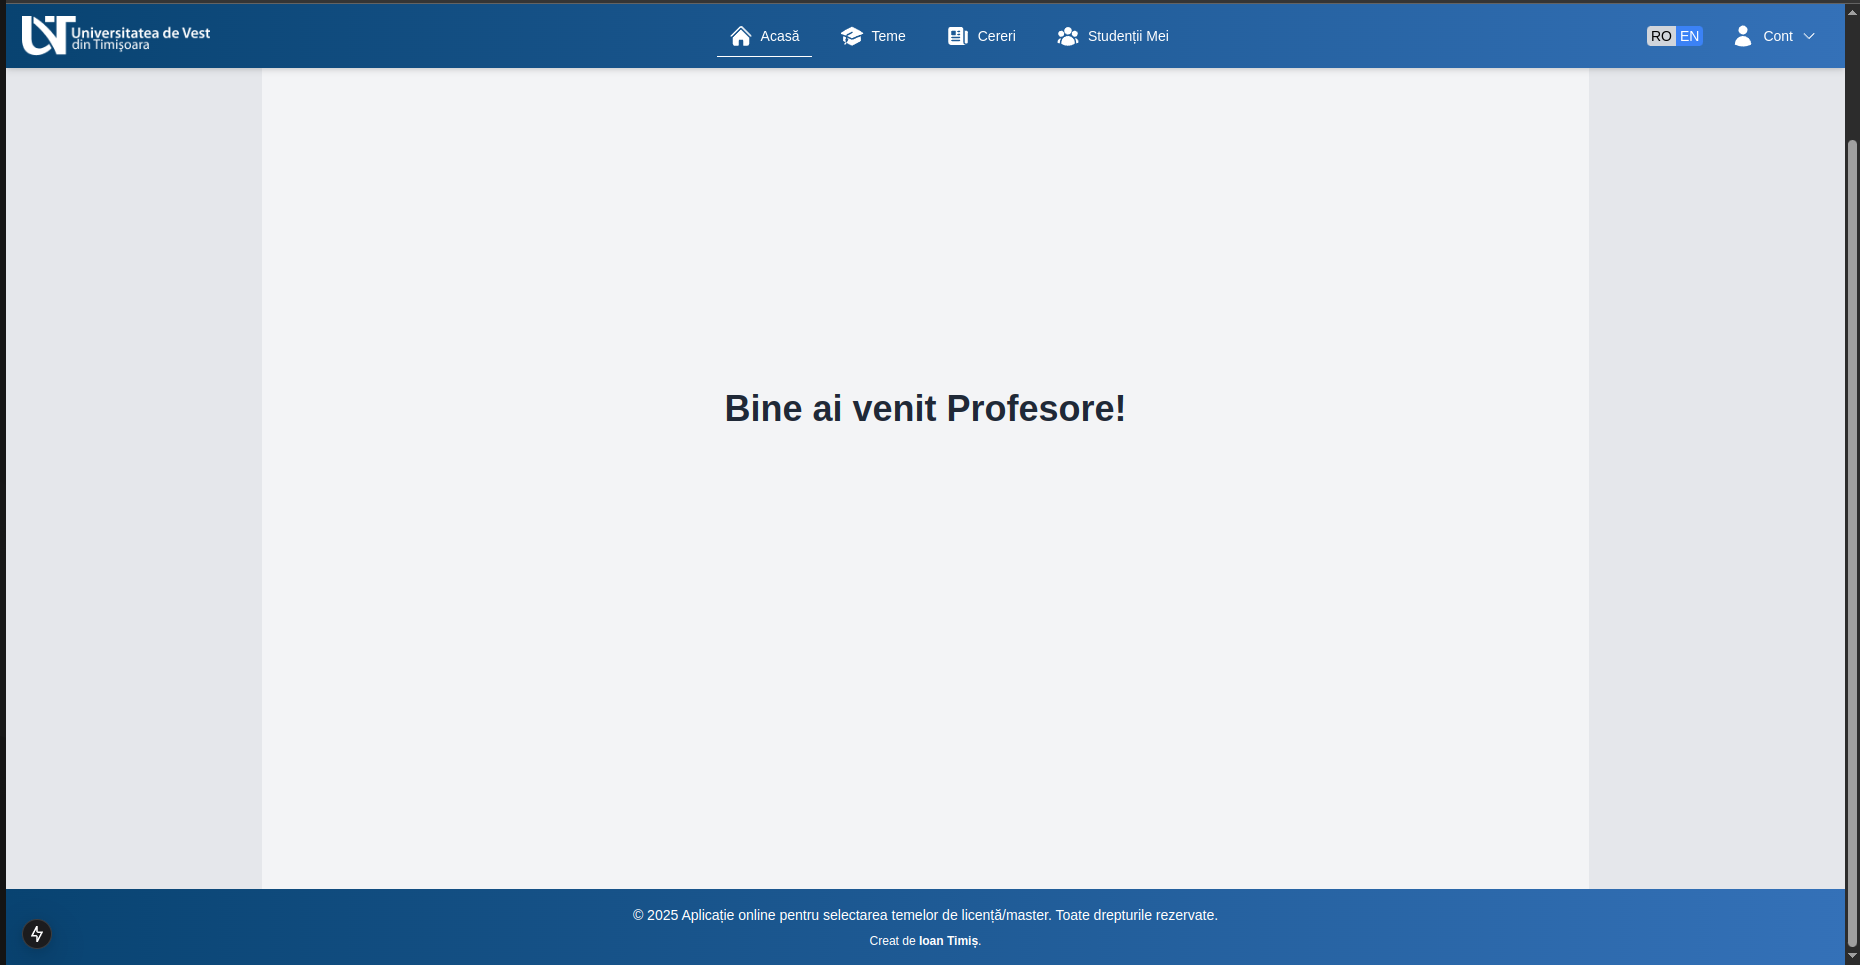 Universitatea de Vest
din Timișoara
Acasă
Teme
Cereri
Studenții Mei
RO EN
Cont
Bine ai venit Profesore!
© 2025 Aplicație online pentru selectarea temelor de licență/master. Toate drepturile rezervate.
Creat de Ioan Timiș.